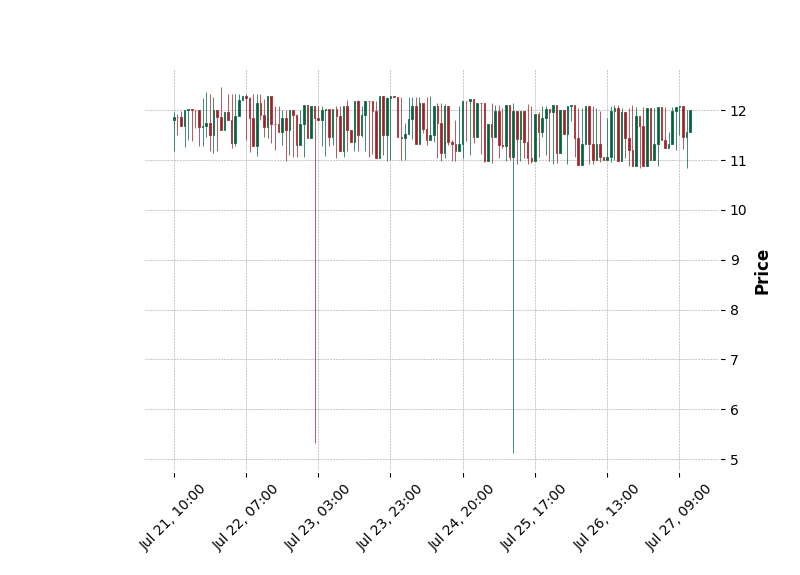 12
11
10
9
8
7
6
5
Price
Jul 21, 10:00
Jul 22, 07:00
Jul 23, 03:00
Jul 23, 23:00
Jul 24, 20:00
Jul 25, 17:00
Jul 26, 13:00
Jul 27, 09:00